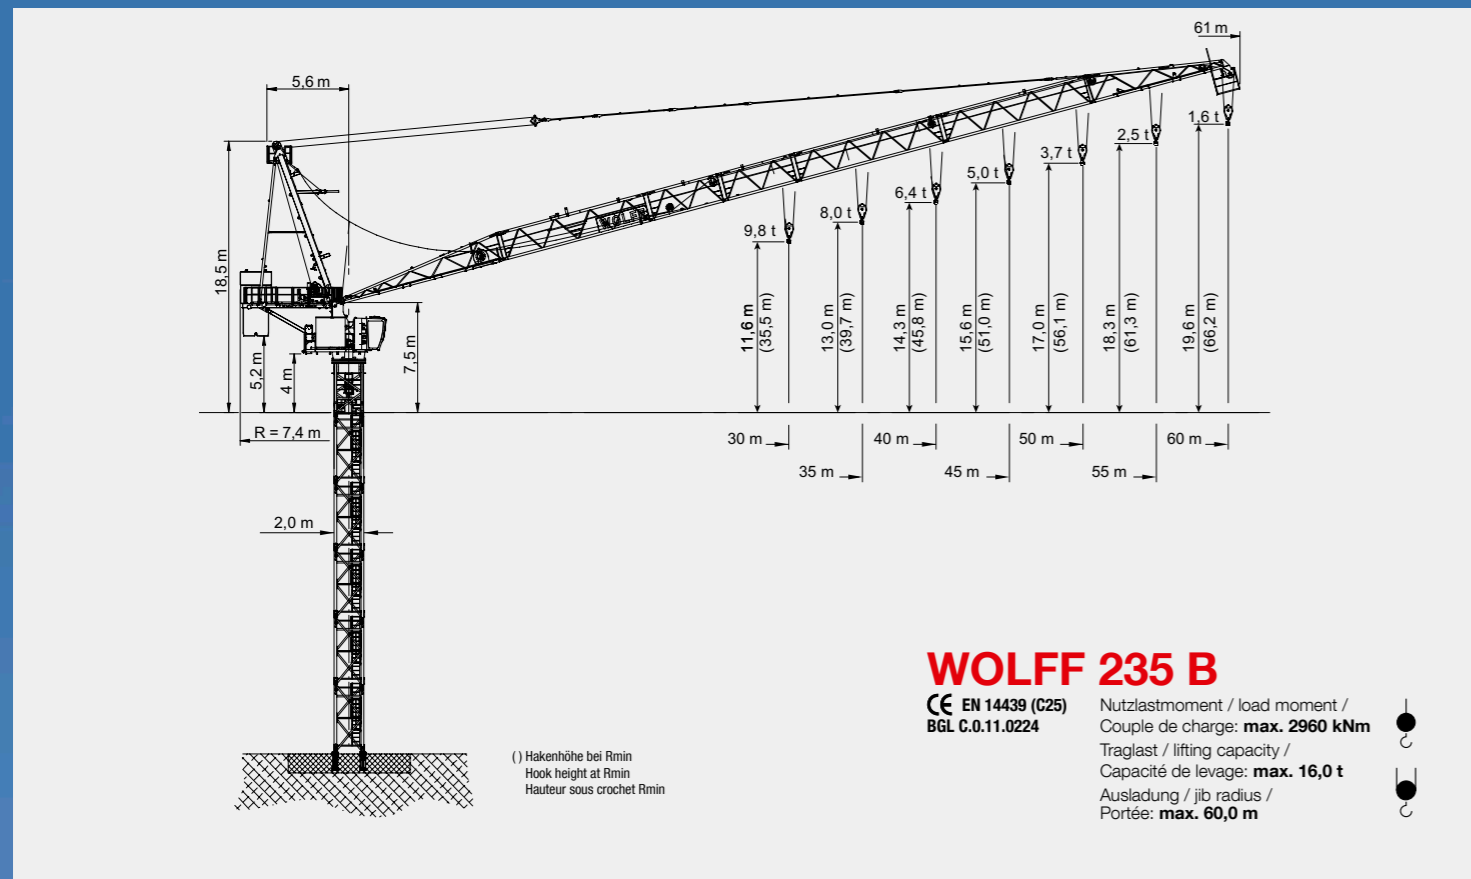 61 m
5,6 m
1,6 t
2,5 t
3,7 t
5,0 t
6,4 t
8,0 t
9,8 t
WOLFF
18,5 m
5,2 m
4 m
7,5 m
11,6 m
(35,5 m)
13,0 m
(39,7 m)
14,3 m
(45,8 m)
15,6 m
(51,0 m)
17,0 m
(56,1 m)
18,3 m
(61,3 m)
19,6 m
(66,2 m)
R = 7,4 m
30 m
40 m
50 m
60 m
35 m
45 m
55 m
2,0 m
WOLFF 235 B
CE EN 14439 (C25)
BGL C.0.11.0224
Nutzlastmoment / load moment /
Couple de charge: max. 2960 kNm
Traglast / lifting capacity /
Capacité de levage: max. 16,0 t
Ausladung / jib radius /
Portée: max. 60,0 m
( ) Hakenhöhe bei Rmin
Hook height at Rmin
Hauteur sous crochet Rmin